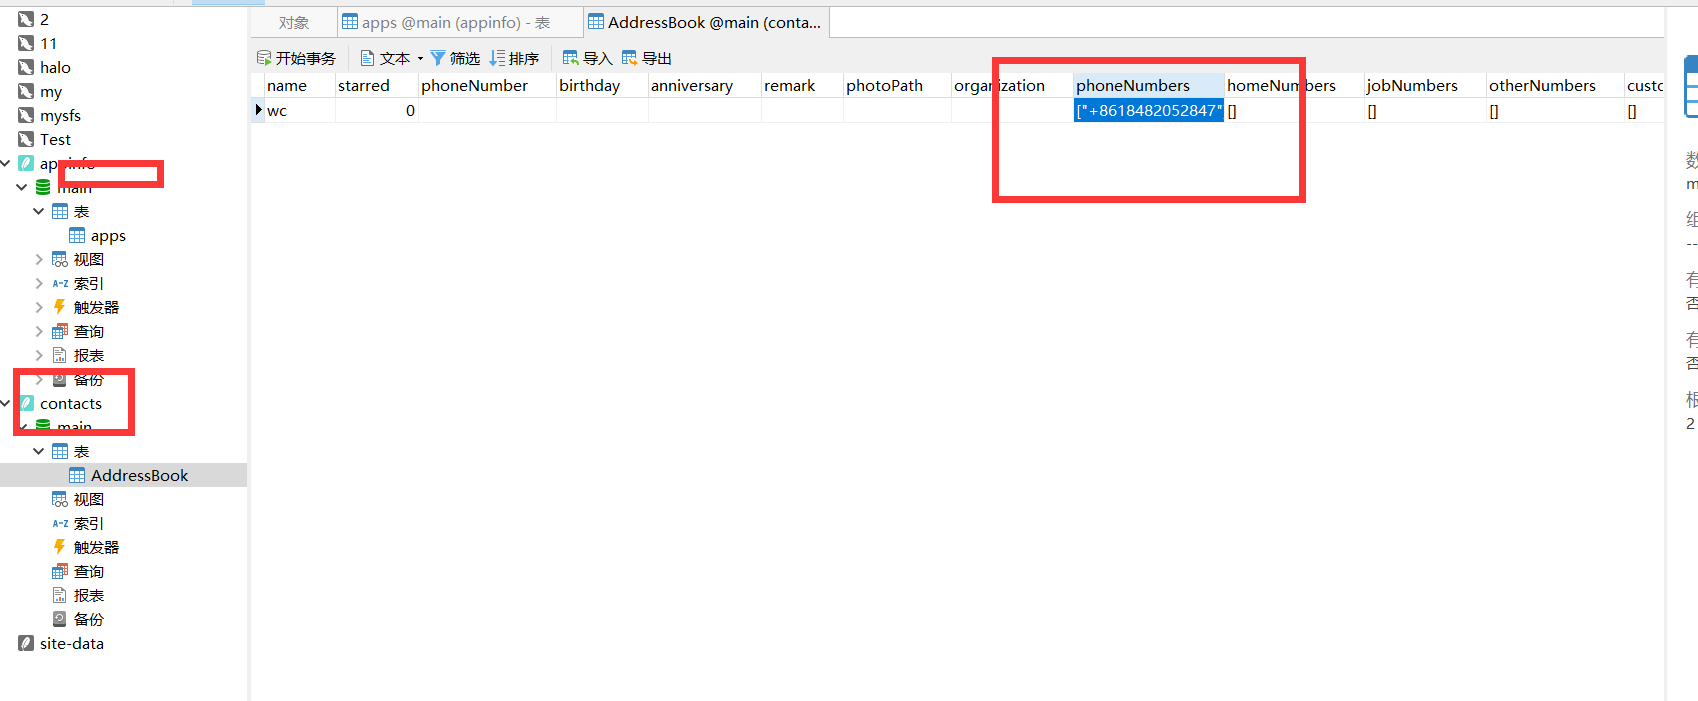 2
11
halo
my
mysfs
Test
appinfo
main
表
apps
视图
索引
触发器
查询
报表
备份
contacts
main
表
AddressBook
视图
索引
触发器
查询
报表
备份
site-data
对象 apps @main (appinfo) - 表 AddressBook @main (conta...
开始事务 文本 筛选 排序 导入 导出
name starred phoneNumber birthday anniversary remark photoPath organization phoneNumbers homeNumbers jobNumbers otherNumbers custo
wc 0 ["+8618482052847" [] [] [] []
数
m
组
--
有
否
有
否
根
2